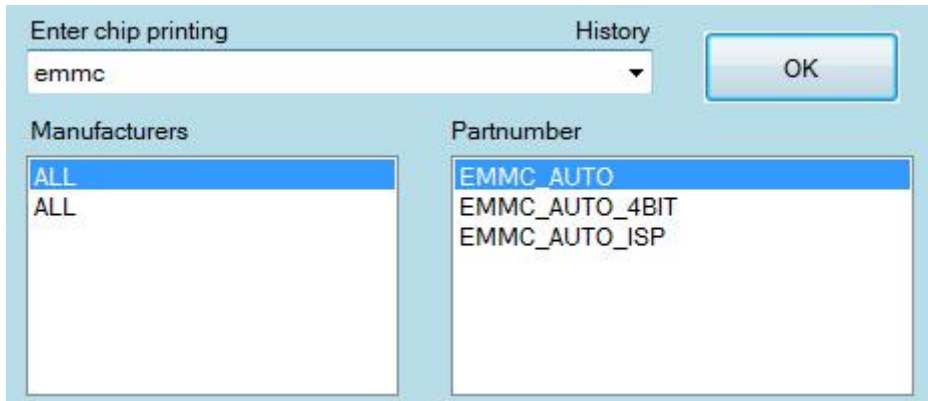 Enter chip printing History
emmc
OK
Manufacturers
ALL
ALL
Partnumber
EMMC_AUTO
EMMC_AUTO_4BIT
EMMC_AUTO_ISP